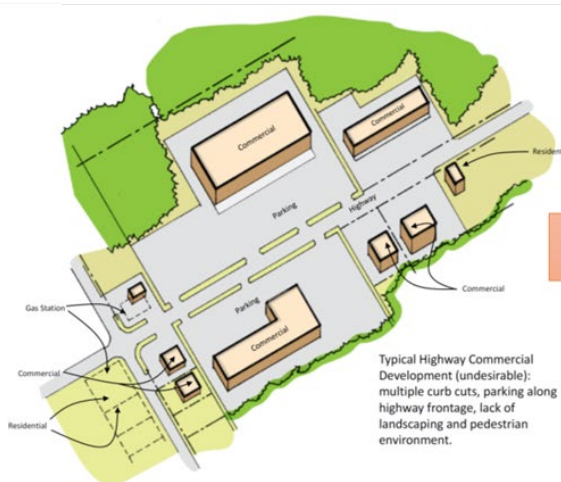 Commercial
Commercial
Parking
Highway
Commercial
Gas Station
Parking
Commercial
Commercial
Residential
Typical Highway Commercial
Development (undesirable):
multiple curb cuts, parking along
highway frontage, lack of
landscaping and pedestrian
environment.